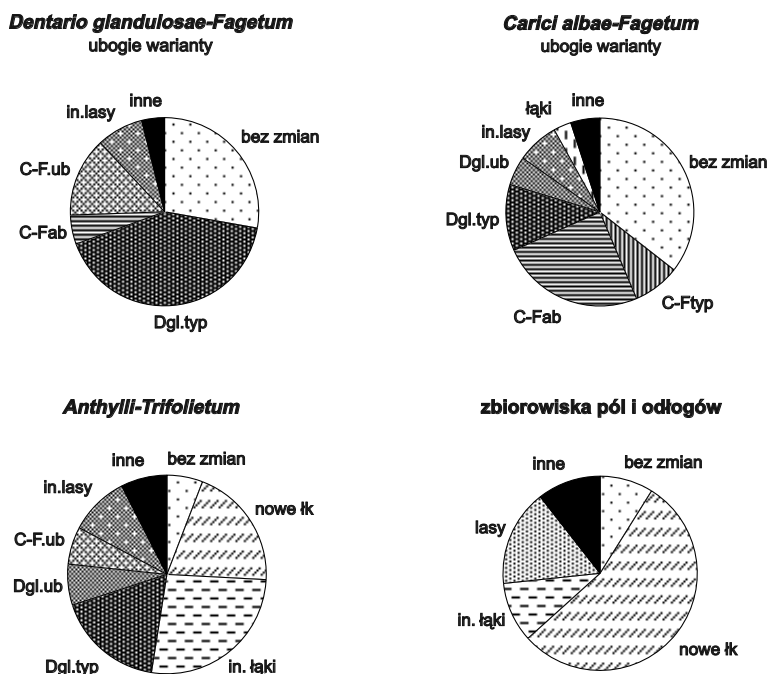 Dentario glandulosae-Fagetum
ubogie warianty
inne
in.lasy
bez zmian
C-F.ub
C-Fab
Dgl.typ
Carici albae-Fagetum
ubogie warianty
inne
łąki
in.lasy
bez zmian
Dgl.ub
Dgl.typ
C-Ftyp
C-Fab
Anthylli-Trifolietum
inne
bez zmian
in.lasy
nowe łk
C-F.ub
Dgl.ub
Dgl.typ
in. łąki
zbiorowiska pól i odłogów
inne
bez zmian
lasy
in. łąki
nowe łk